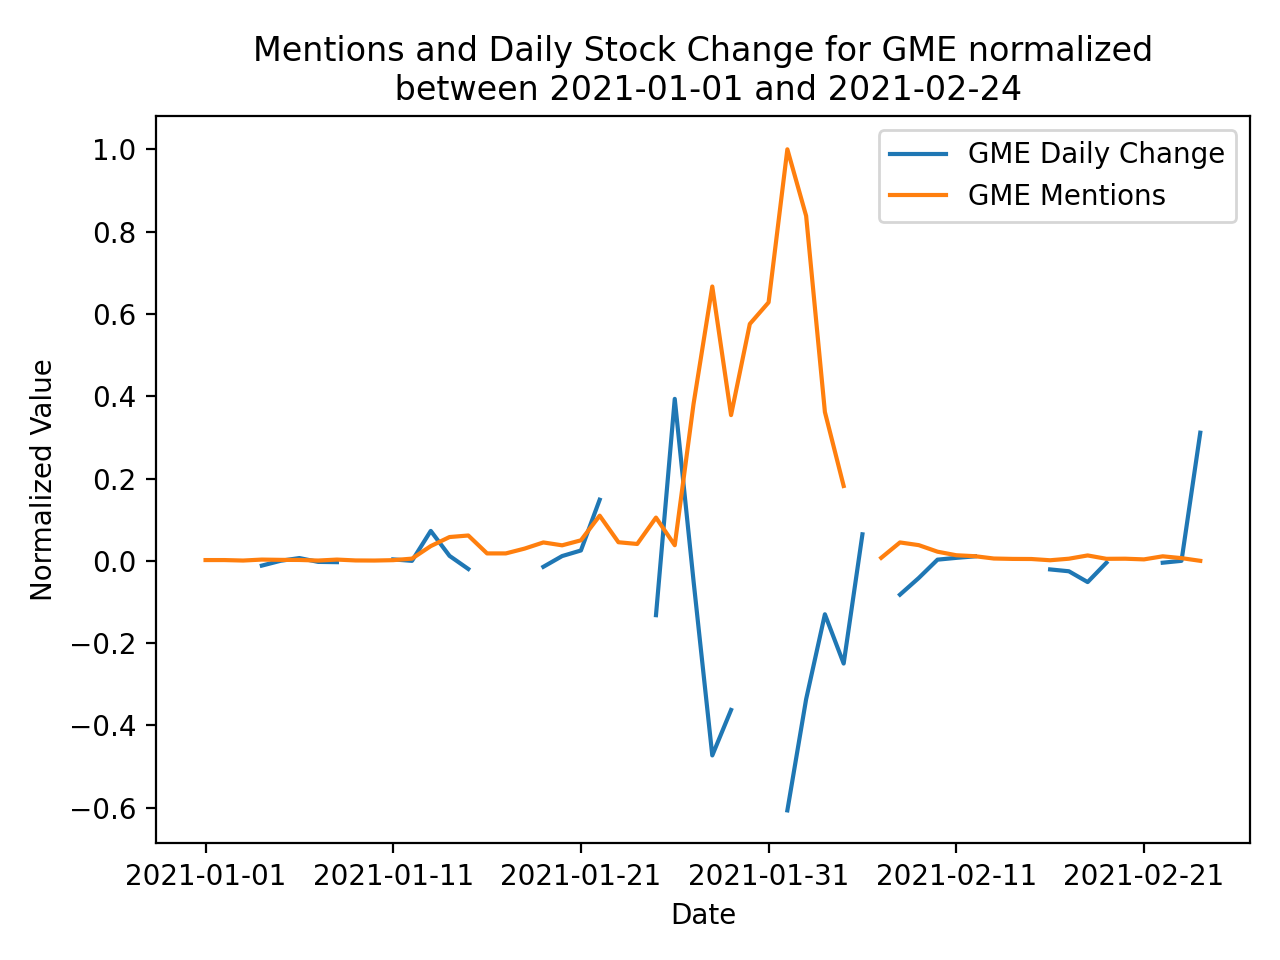 Mentions and Daily Stock Change for GME normalized
between 2021-01-01 and 2021-02-24
GME Daily Change
GME Mentions
Normalized Value
1.0
0.8
0.6
0.4
0.2
0.0
−0.2
−0.4
−0.6
2021-01-01 2021-01-11 2021-01-21 2021-01-31 2021-02-11 2021-02-21
Date